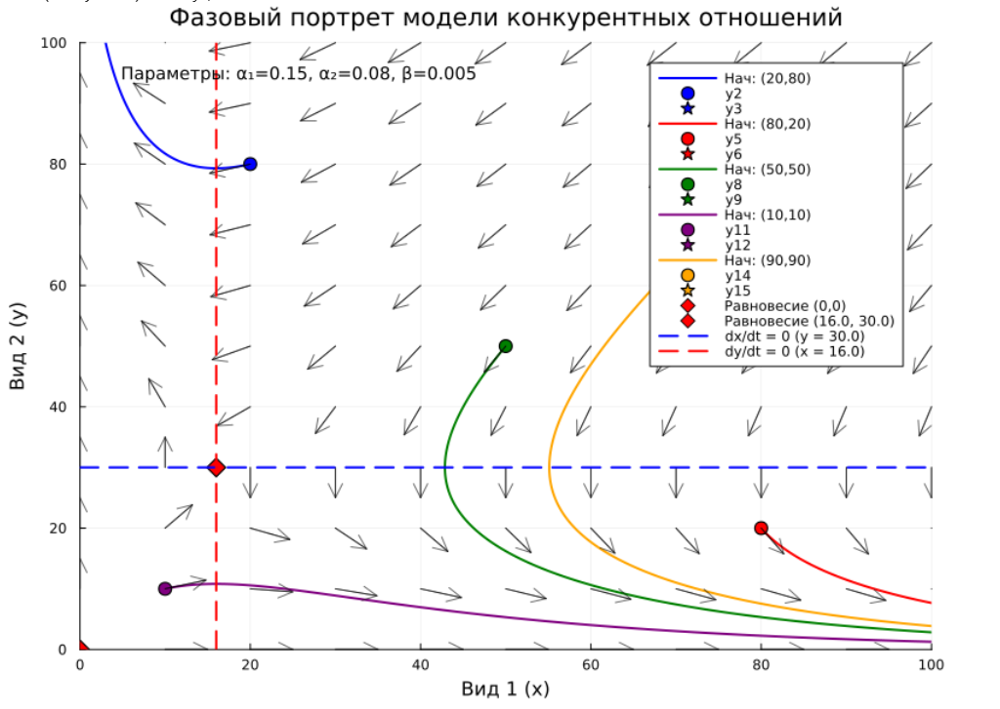 Фазовый портрет модели конкурентных отношений
Параметры: α₁=0.15, α₂=0.08, β=0.005
Нач: (20,80)
y2
y3
Нач: (80,20)
y5
y6
Нач: (50,50)
y8
y9
Нач: (10,10)
y11
y12
Нач: (90,90)
y14
y15
Равновесие (0,0)
Равновесие (16.0, 30.0)
dx/dt = 0 (y = 30.0)
dy/dt = 0 (x = 16.0)
Вид 2 (y)
100
80
60
40
20
0
0
20
40
60
80
100
Вид 1 (x)